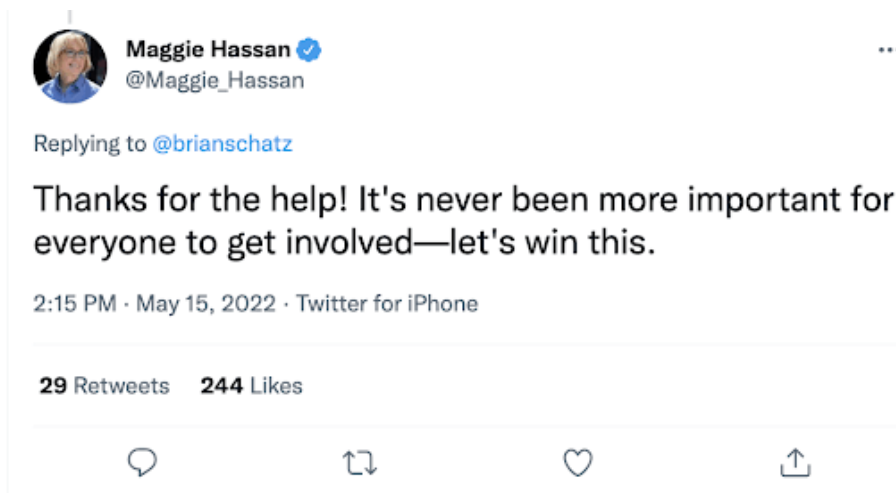 Maggie Hassan
@Maggie_Hassan
Replying to @brianschatz
Thanks for the help! It's never been more important for
everyone to get involved—let's win this.
2:15 PM · May 15, 2022 · Twitter for iPhone
29 Retweets 244 Likes